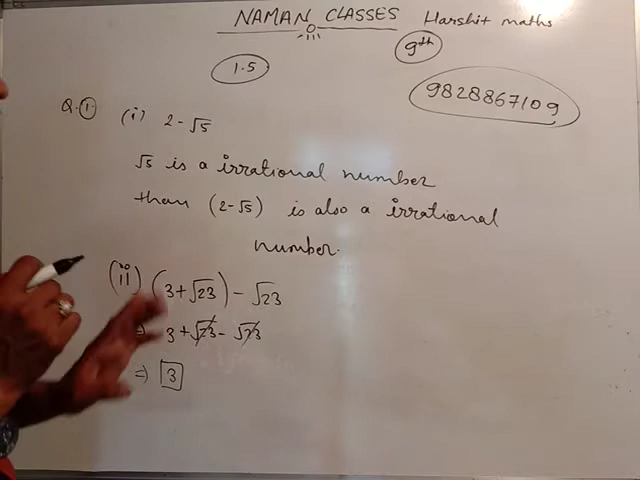 NAMAN CLASSES Harshit maths
9th
1.5
9828867109
Q.① (i) 2-√5
√5 is a irrational number
than (2-√5) is also a irrational
number.
(ii) (3+√23) - √23
⇒ 3+√23 - √23
⇒ 3